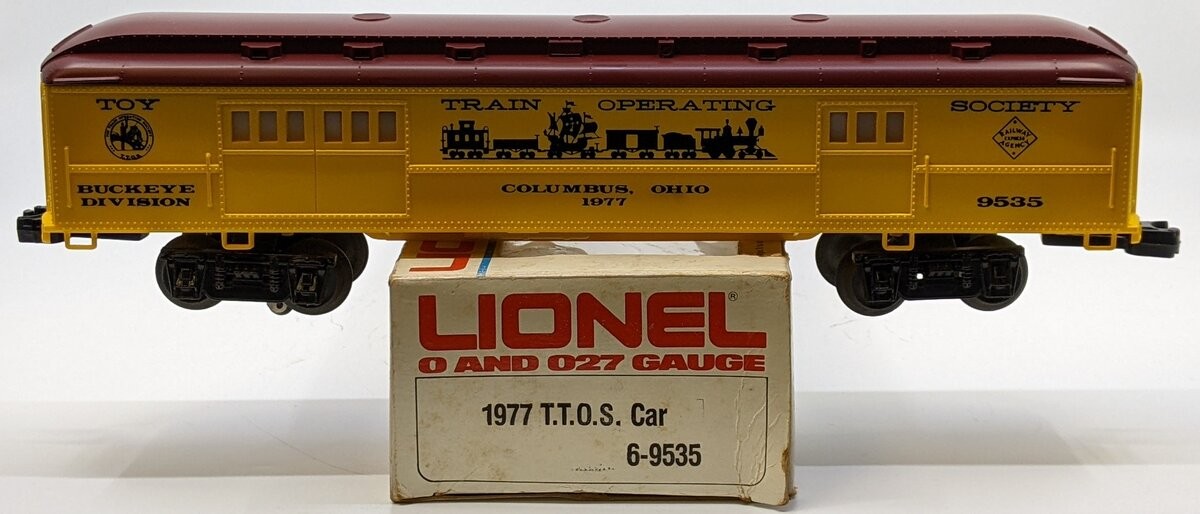 TOY TRAIN OPERATING SOCIETY
T.T.O.S.
RAILWAY
EXPRESS
AGENCY
BUCKEYE
DIVISION
COLUMBUS, OHIO
1977
9535
LIONEL®
O AND O27 GAUGE
1977 T.T.O.S. Car
6-9535